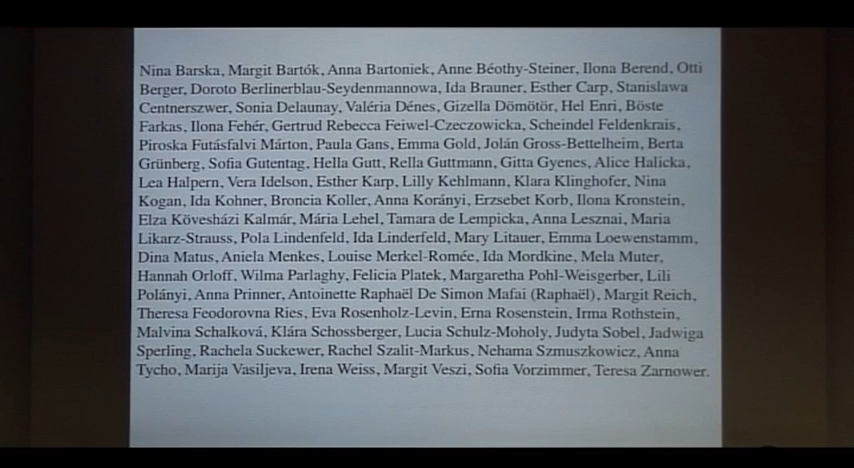 Nina Barska, Margit Bartók, Anna Bartoniek, Anne Béothy-Steiner, Ilona Berend, Otti
Berger, Doroto Berlinerblau-Seydenmannowa, Ida Brauner, Esther Carp, Stanislawa
Centnerszwer, Sonia Delaunay, Valéria Dénes, Gizella Dömötör, Hel Enri, Böste
Farkas, Ilona Fehér, Gertrud Rebecca Feiwel-Czeczowicka, Scheindel Feldenkrais,
Piroska Futásfalvi Márton, Paula Gans, Emma Gold, Jolán Gross-Bettelheim, Berta
Grünberg, Sofia Gutentag, Hella Gutt, Rella Guttmann, Gitta Gyenes, Alice Halicka,
Lea Halpern, Vera Idelson, Esther Karp, Lilly Kehlmann, Klara Klinghofer, Nina
Kogan, Ida Kohner, Broncia Koller, Anna Korányi, Erzsebet Korb, Ilona Kronstein,
Elza Kövesházi Kalmár, Mária Lehel, Tamara de Lempicka, Anna Lesznai, Maria
Likarz-Strauss, Pola Lindenfeld, Ida Linderfeld, Mary Litauer, Emma Loewenstamm,
Dina Matus, Aniela Menkes, Louise Merkel-Romée, Ida Mordkine, Mela Muter,
Hannah Orloff, Wilma Parlaghy, Felicia Platek, Margaretha Pohl-Weisgerber, Lili
Polányi, Anna Prinner, Antoinette Raphaël De Simon Mafai (Raphaël), Margit Reich,
Theresa Feodorovna Ries, Eva Rosenholz-Levin, Erna Rosenstein, Irma Rothstein,
Malvina Schalková, Klára Schossberger, Lucia Schulz-Moholy, Judyta Sobel, Jadwiga
Sperling, Rachela Suckewer, Rachel Szalit-Markus, Nehama Szmuszkowicz, Anna
Tycho, Marija Vasiljeva, Irena Weiss, Margit Veszi, Sofia Vorzimmer, Teresa Zarnower.